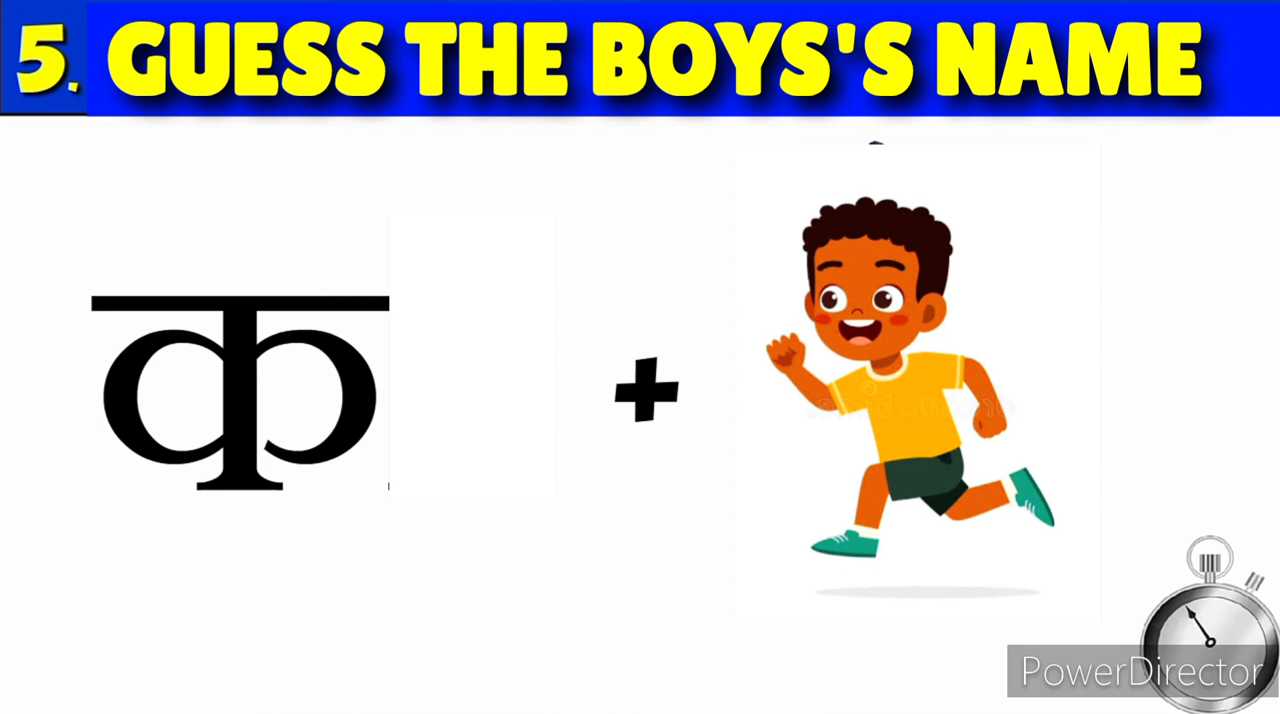 5. GUESS THE BOYS'S NAME
क
+
PowerDirector